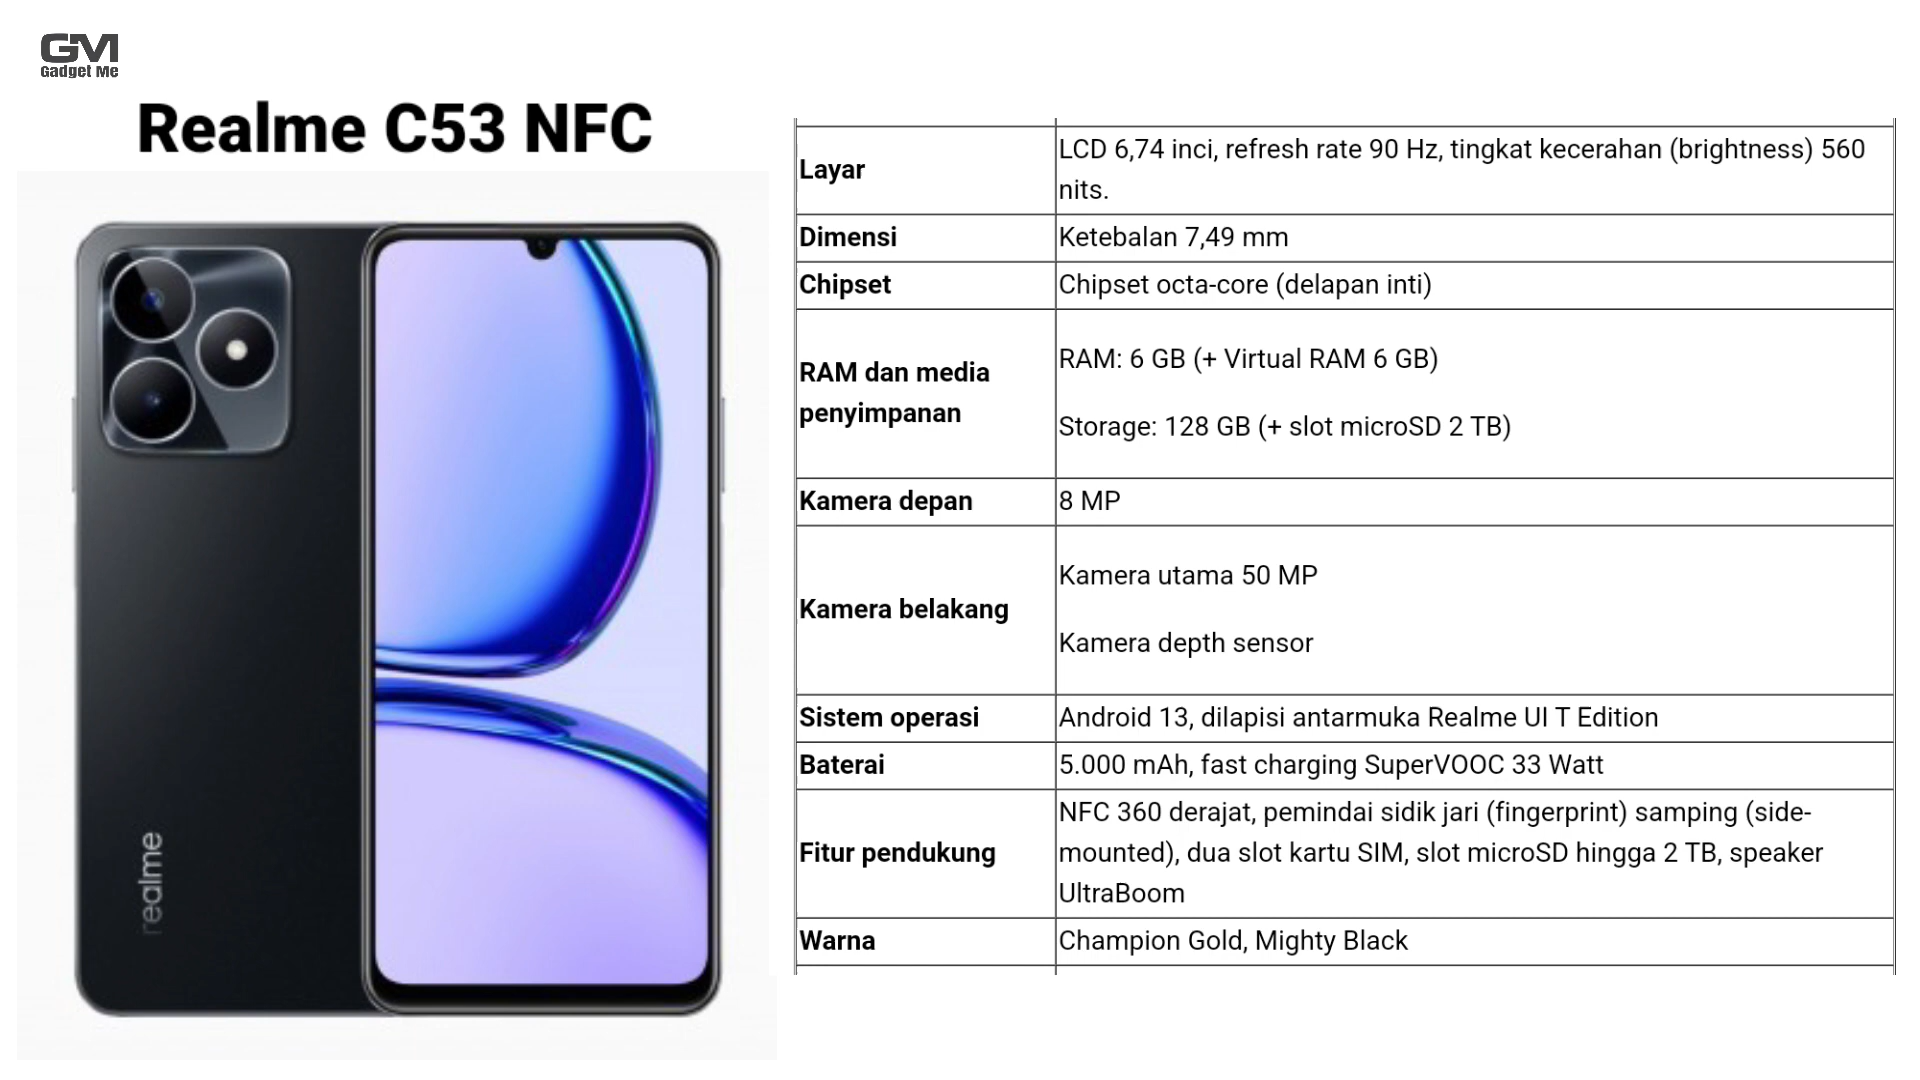 GM
Gadget Me
Realme C53 NFC
realme
Layar
LCD 6,74 inci, refresh rate 90 Hz, tingkat kecerahan (brightness) 560
nits.
Dimensi
Ketebalan 7,49 mm
Chipset
Chipset octa-core (delapan inti)
RAM dan media
penyimpanan
RAM: 6 GB (+ Virtual RAM 6 GB)
Storage: 128 GB (+ slot microSD 2 TB)
Kamera depan
8 MP
Kamera belakang
Kamera utama 50 MP
Kamera depth sensor
Sistem operasi
Android 13, dilapisi antarmuka Realme UI T Edition
Baterai
5.000 mAh, fast charging SuperVOOC 33 Watt
Fitur pendukung
NFC 360 derajat, pemindai sidik jari (fingerprint) samping (side-
mounted), dua slot kartu SIM, slot microSD hingga 2 TB, speaker
UltraBoom
Warna
Champion Gold, Mighty Black